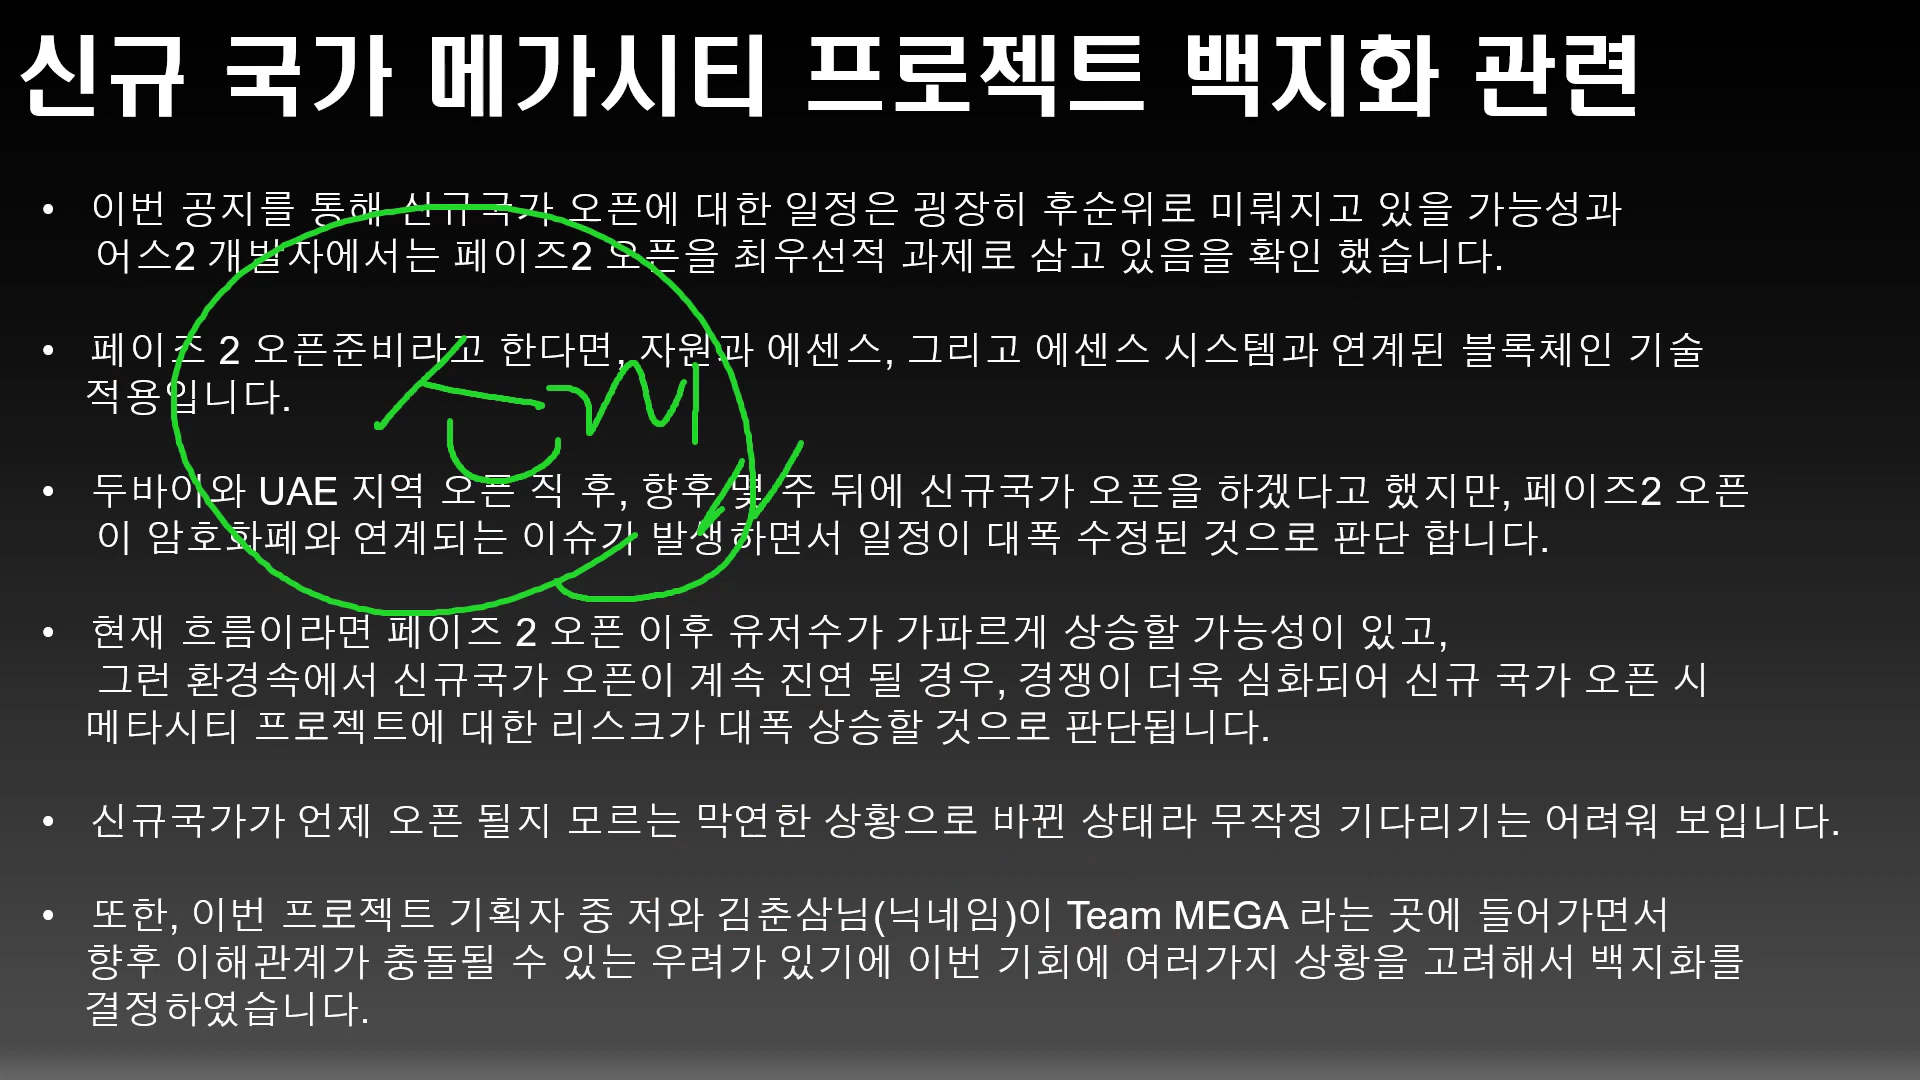 신규 국가 메가시티 프로젝트 백지화 관련
• 이번 공지를 통해 신규국가 오픈에 대한 일정은 굉장히 후순위로 미뤄지고 있을 가능성과
어스2 개발자에서는 페이즈2 오픈을 최우선적 과제로 삼고 있음을 확인 했습니다.
• 페이즈 2 오픈준비라고 한다면, 자원과 에센스, 그리고 에센스 시스템과 연계된 블록체인 기술
적용입니다.
• 두바이와 UAE 지역 오픈 직 후, 향후 몇 주 뒤에 신규국가 오픈을 하겠다고 했지만, 페이즈2 오픈
이 암호화폐와 연계되는 이슈가 발생하면서 일정이 대폭 수정된 것으로 판단 합니다.
• 현재 흐름이라면 페이즈 2 오픈 이후 유저수가 가파르게 상승할 가능성이 있고,
그런 환경속에서 신규국가 오픈이 계속 진연 될 경우, 경쟁이 더욱 심화되어 신규 국가 오픈 시
메타시티 프로젝트에 대한 리스크가 대폭 상승할 것으로 판단됩니다.
• 신규국가가 언제 오픈 될지 모르는 막연한 상황으로 바뀐 상태라 무작정 기다리기는 어려워 보입니다.
• 또한, 이번 프로젝트 기획자 중 저와 김춘삼님(닉네임)이 Team MEGA 라는 곳에 들어가면서
향후 이해관계가 충돌될 수 있는 우려가 있기에 이번 기회에 여러가지 상황을 고려해서 백지화를
결정하였습니다.